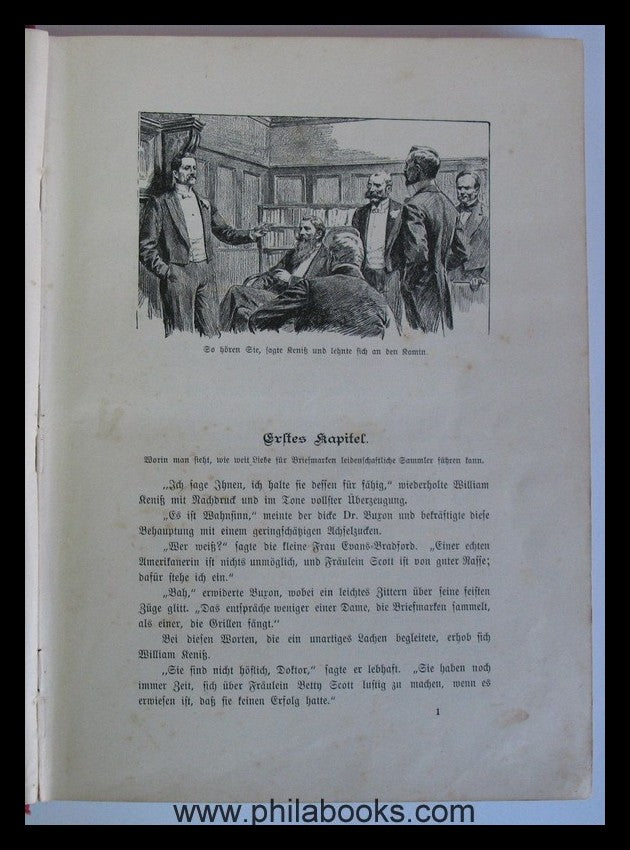 So hören Sie, sagte Keniß und lehnte sich an den Kamin.
Erstes Kapitel.
Worin man sieht, wie weit Liebe für Briefmarken leidenschaftliche Sammler führen kann.
„Ich sage Ihnen, ich halte sie dessen für fähig,“ wiederholte William
Keniß mit Nachdruck und im Tone vollster Überzeugung.
„Es ist Wahnsinn,“ meinte der dicke Dr. Buxon und bekräftigte diese
Behauptung mit einem geringschätzigen Achselzucken.
„Wer weiß?“ sagte die kleine Frau Evans-Bradford. „Einer echten
Amerikanerin ist nichts unmöglich, und Fräulein Scott ist von guter Rasse;
dafür stehe ich ein.“
„Bah,“ erwiderte Buxon, wobei ein leichtes Zittern über seine feisten
Züge glitt. „Das entspräche weniger einer Dame, die Briefmarken sammelt,
als einer, die Grillen fängt.“
Bei diesen Worten, die ein unartiges Lachen begleitete, erhob sich
William Keniß.
„Sie sind nicht höflich, Doktor,“ sagte er lebhaft. „Sie haben noch
immer Zeit, sich über Fräulein Betty Scott lustig zu machen, wenn es
erwiesen ist, daß sie keinen Erfolg hatte.“
1
www.philabooks.com